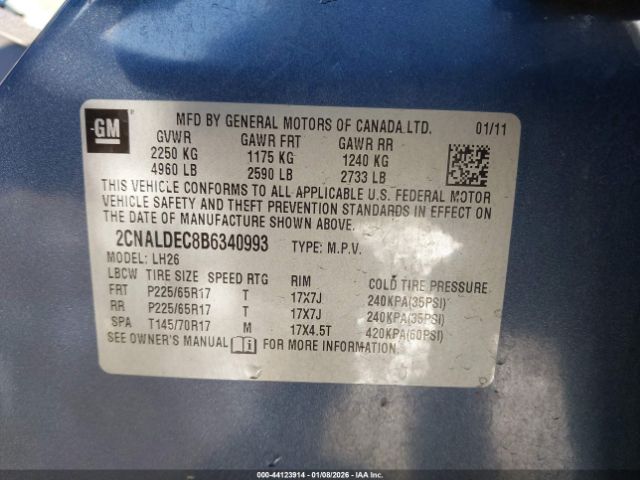 GM
MFD BY GENERAL MOTORS OF CANADA LTD. 01/11
GVWR GAWR FRT GAWR RR
2250 KG 1175 KG 1240 KG
4960 LB 2590 LB 2733 LB
THIS VEHICLE CONFORMS TO ALL APPLICABLE U.S. FEDERAL MOTOR
VEHICLE SAFETY AND THEFT PREVENTION STANDARDS IN EFFECT ON
THE DATE OF MANUFACTURE SHOWN ABOVE.
2CNALDEC8B6340993 TYPE: M.P.V.
MODEL: LH26
LBCW TIRE SIZE SPEED RTG RIM COLD TIRE PRESSURE
FRT P225/65R17 T 17X7J 240KPA(35PSI)
RR P225/65R17 T 17X7J 240KPA(35PSI)
SPA T145/70R17 M 17X4.5T 420KPA(60PSI)
SEE OWNER'S MANUAL FOR MORE INFORMATION.
000-44123914 | 01/08/2026 - IAA, Inc.